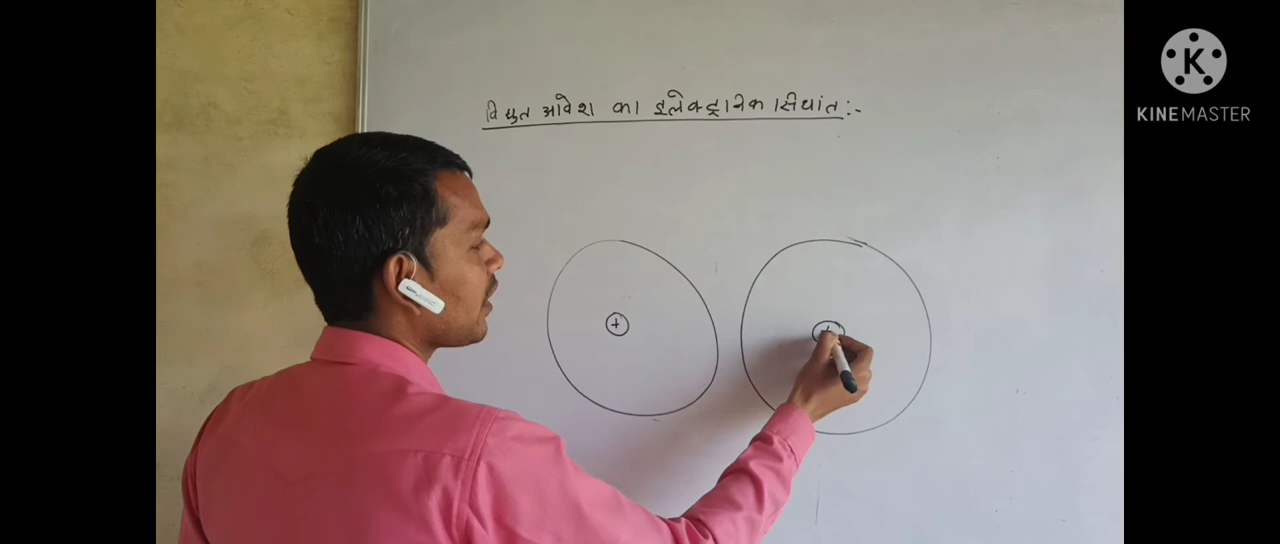 विद्युत आवेश का इलेक्ट्रानिक सिधांत :-
+
+
K
KINEMASTER